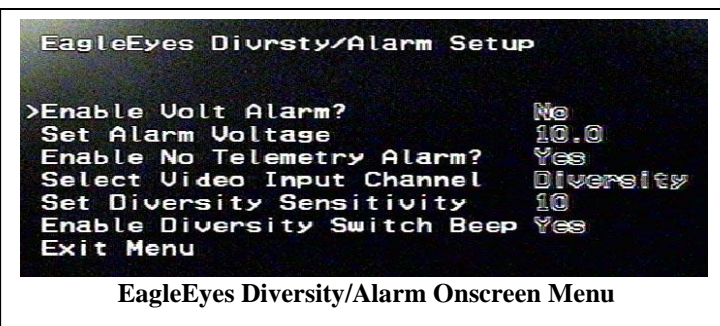 EagleEyes Divrsty/Alarm Setup
>Enable Volt Alarm? No
Set Alarm Voltage 10.0
Enable No Telemetry Alarm? Yes
Select Video Input Channel Diversity
Set Diversity Sensitivity 10
Enable Diversity Switch Beep Yes
Exit Menu
EagleEyes Diversity/Alarm Onscreen Menu